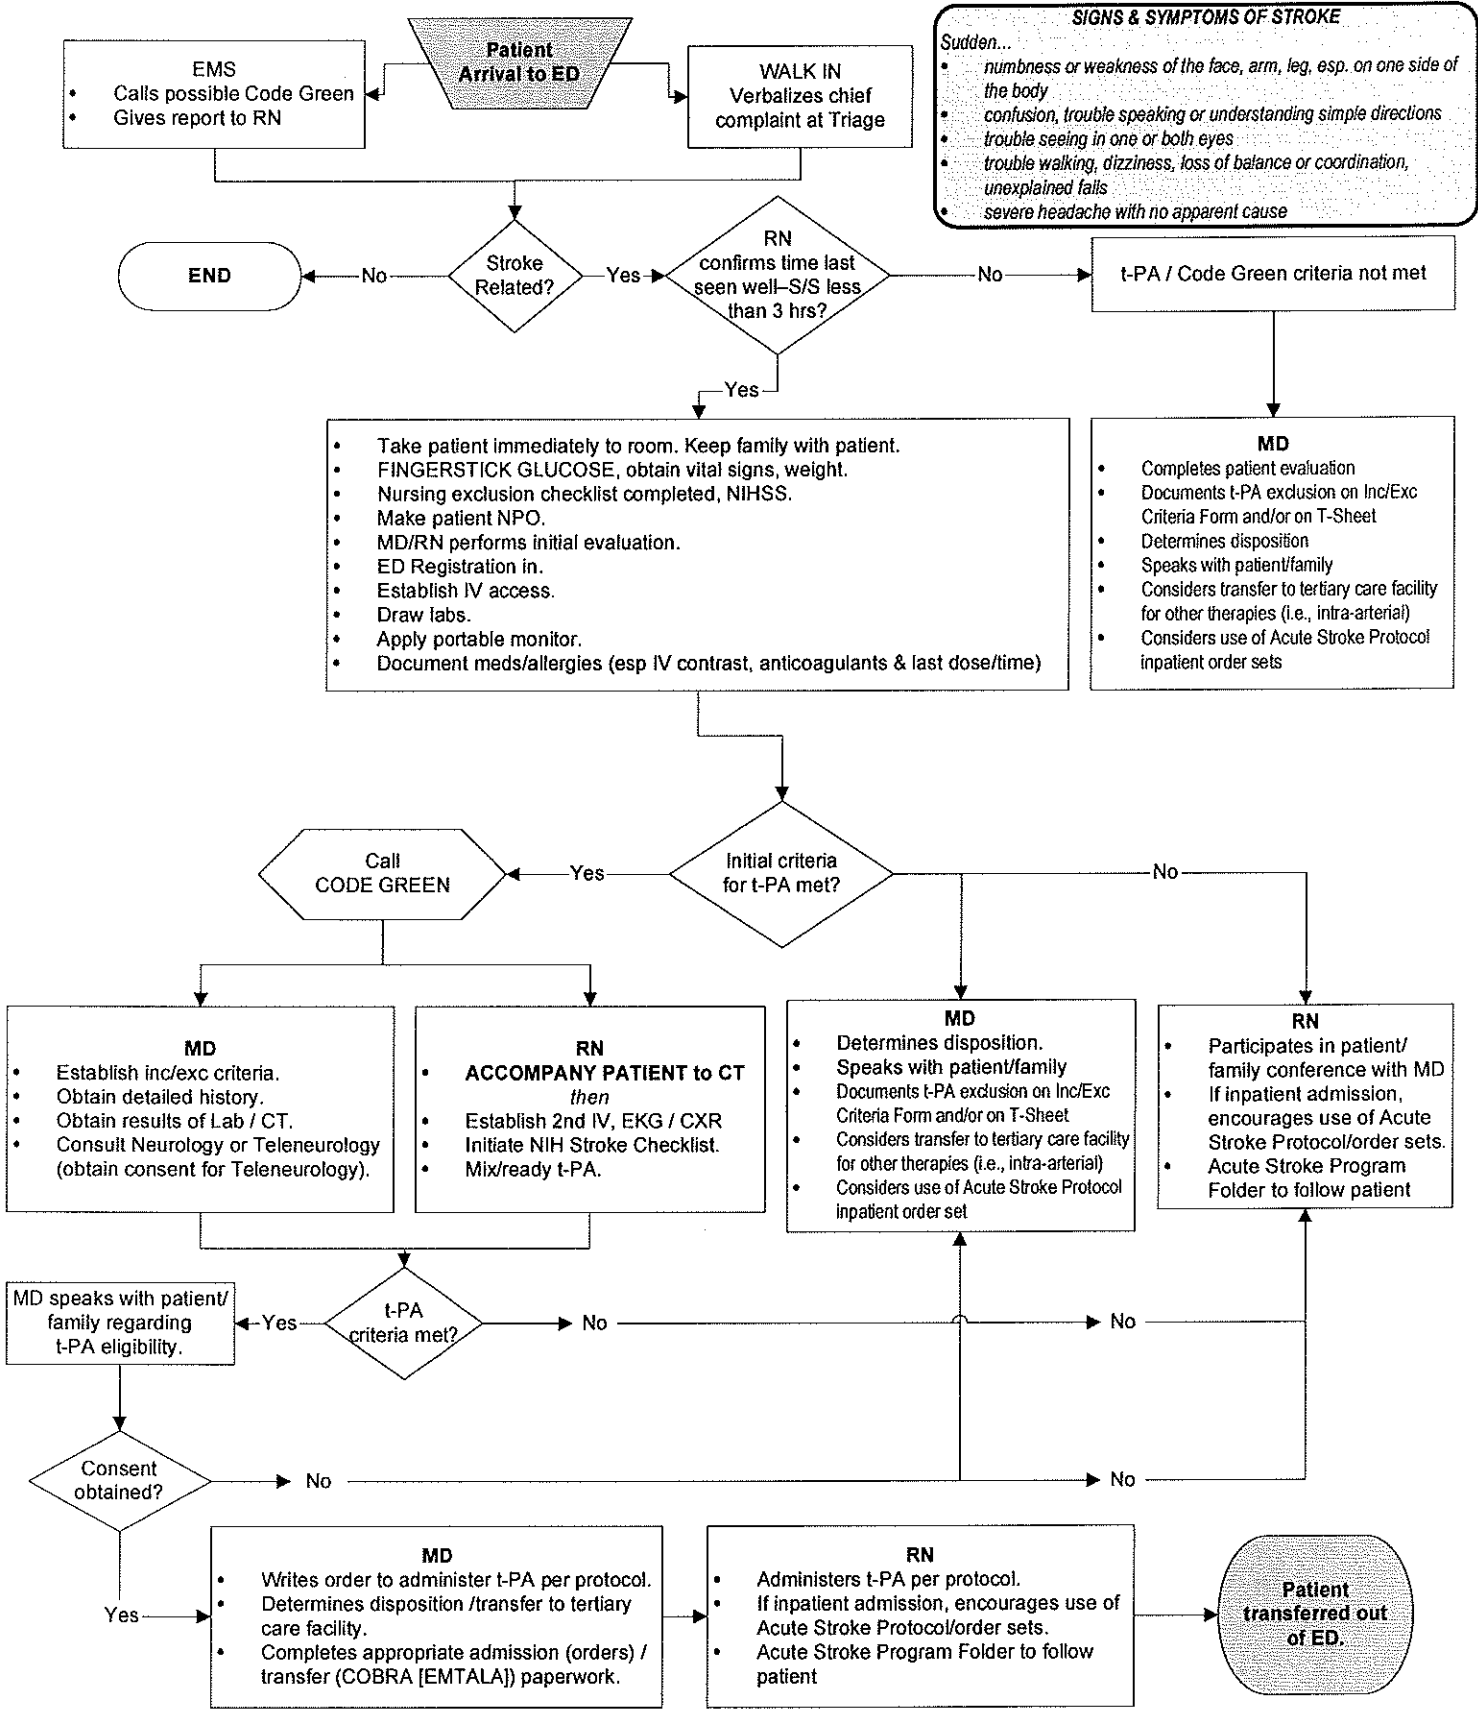 Patient
Arrival to ED
EMS
• Calls possible Code Green
• Gives report to RN
WALK IN
Verbalizes chief
complaint at Triage
SIGNS & SYMPTOMS OF STROKE
Sudden...
• numbness or weakness of the face, arm, leg, esp. on one side of
the body
• confusion, trouble speaking or understanding simple directions
• trouble seeing in one or both eyes
• trouble walking, dizziness, loss of balance or coordination,
unexplained falls
• severe headache with no apparent cause
END
No
Stroke
Related?
Yes
RN
confirms time last
seen well–S/S less
than 3 hrs?
No
t-PA / Code Green criteria not met
Yes
• Take patient immediately to room. Keep family with patient.
• FINGERSTICK GLUCOSE, obtain vital signs, weight.
• Nursing exclusion checklist completed, NIHSS.
• Make patient NPO.
• MD/RN performs initial evaluation.
• ED Registration in.
• Establish IV access.
• Draw labs.
• Apply portable monitor.
• Document meds/allergies (esp IV contrast, anticoagulants & last dose/time)
MD
• Completes patient evaluation
• Documents t-PA exclusion on Inc/Exc
Criteria Form and/or on T-Sheet
• Determines disposition
• Speaks with patient/family
• Considers transfer to tertiary care facility
for other therapies (i.e., intra-arterial)
• Considers use of Acute Stroke Protocol
inpatient order sets
Call
CODE GREEN
Yes
Initial criteria
for t-PA met?
No
MD
• Establish inc/exc criteria.
• Obtain detailed history.
• Obtain results of Lab / CT.
• Consult Neurology or Teleneurology
(obtain consent for Teleneurology).
RN
• ACCOMPANY PATIENT to CT
then
• Establish 2nd IV, EKG / CXR
• Initiate NIH Stroke Checklist.
• Mix/ready t-PA.
MD
• Determines disposition.
• Speaks with patient/family
• Documents t-PA exclusion on Inc/Exc
Criteria Form and/or on T-Sheet
• Considers transfer to tertiary care facility
for other therapies (i.e., intra-arterial)
• Considers use of Acute Stroke Protocol
inpatient order set
RN
• Participates in patient/
family conference with MD
• If inpatient admission,
encourages use of Acute
Stroke Protocol/order sets.
• Acute Stroke Program
Folder to follow patient
MD speaks with patient/
family regarding
t-PA eligibility.
Yes
t-PA
criteria met?
No
No
Consent
obtained?
No
No
Yes
MD
• Writes order to administer t-PA per protocol.
• Determines disposition /transfer to tertiary
care facility.
• Completes appropriate admission (orders) /
transfer (COBRA [EMTALA]) paperwork.
RN
• Administers t-PA per protocol.
• If inpatient admission, encourages use of
Acute Stroke Protocol/order sets.
• Acute Stroke Program Folder to follow
patient
Patient
transferred out
of ED.